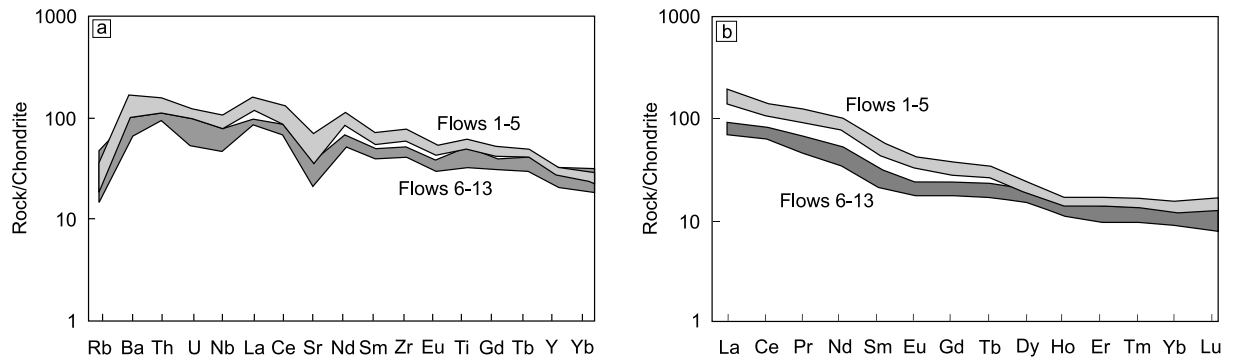 a
Rock/Chondrite
1000
100
10
1
Flows 1-5
Flows 6-13
Rb Ba Th U Nb La Ce Sr Nd Sm Zr Eu Ti Gd Tb Y Yb
b
Rock/Chondrite
1000
100
10
1
Flows 1-5
Flows 6-13
La Ce Pr Nd Sm Eu Gd Tb Dy Ho Er Tm Yb Lu